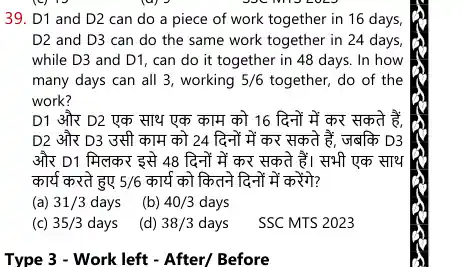 39. D1 and D2 can do a piece of work together in 16 days,
D2 and D3 can do the same work together in 24 days,
while D3 and D1, can do it together in 48 days. In how
many days can all 3, working 5/6 together, do of the
work?
D1 और D2 एक साथ एक काम को 16 दिनों में कर सकते हैं,
D2 और D3 उसी काम को 24 दिनों में कर सकते हैं, जबकि D3
और D1 मिलकर इसे 48 दिनों में कर सकते हैं। सभी एक साथ
कार्य करते हुए 5/6 कार्य को कितने दिनों में करेंगे?
(a) 31/3 days (b) 40/3 days
(c) 35/3 days (d) 38/3 days SSC MTS 2023
Type 3 - Work left - After/ Before